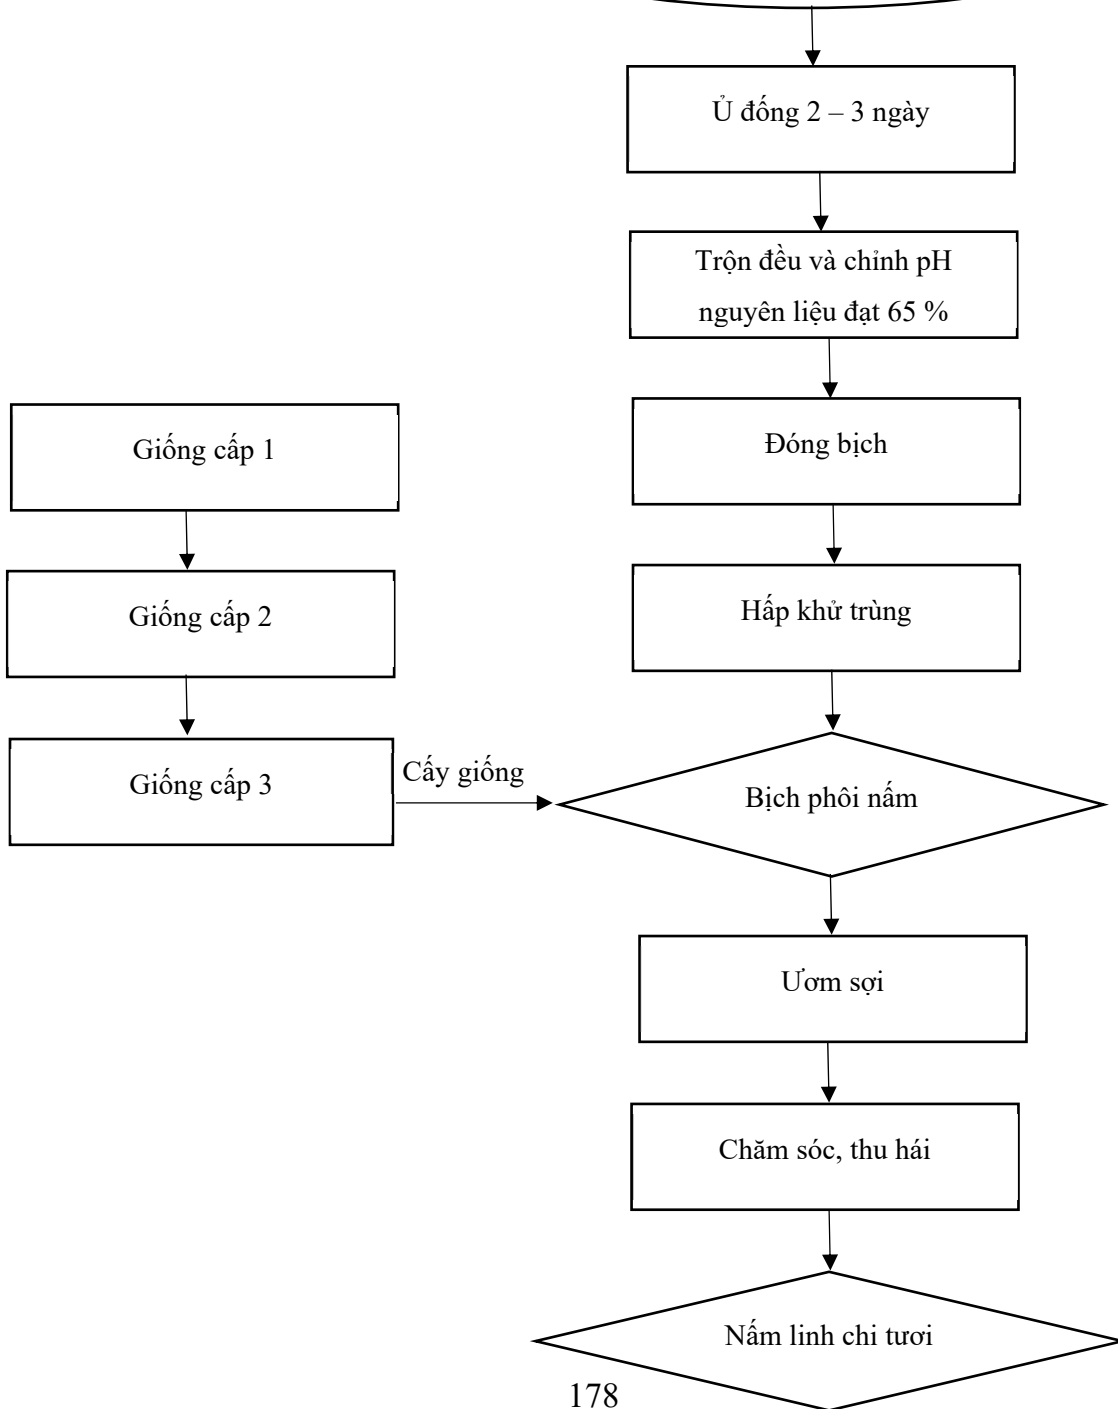 Ủ đống 2 – 3 ngày
Trộn đều và chỉnh pH
nguyên liệu đạt 65 %
Đóng bịch
Giống cấp 1
Hấp khử trùng
Giống cấp 2
Giống cấp 3
Cấy giống
Bịch phôi nấm
Ươm sợi
Chăm sóc, thu hái
Nấm linh chi tươi
178